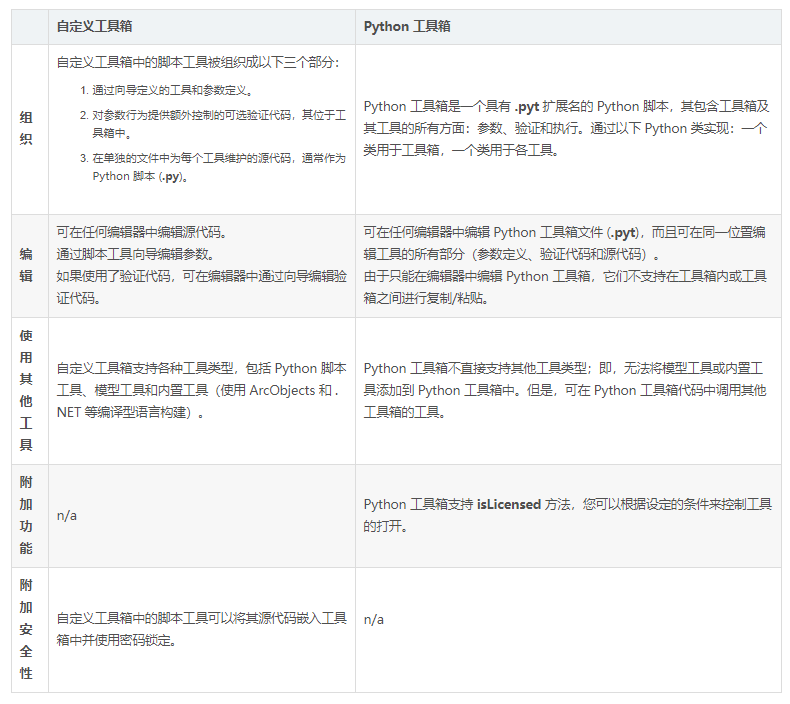 自定义工具箱
Python 工具箱
组
织
自定义工具箱中的脚本工具被组织成以下三个部分：
1. 通过向导定义的工具和参数定义。
2. 对参数行为提供额外控制的可选验证代码，其位于工
具箱中。
3. 在单独的文件中为每个工具维护的源代码，通常作为
Python 脚本 (.py)。
Python 工具箱是一个具有 .pyt 扩展名的 Python 脚本，其包含工具箱及
其工具的所有方面：参数、验证和执行。通过以下 Python 类实现：一个
类用于工具箱，一个类用于各工具。
编
辑
可在任何编辑器中编辑源代码。
通过脚本工具向导编辑参数。
如果使用了验证代码，可在编辑器中通过向导编辑验
证代码。
可在任何编辑器中编辑 Python 工具箱文件 (.pyt)，而且可在同一位置编
辑工具的所有部分（参数定义、验证代码和源代码）。
由于只能在编辑器中编辑 Python 工具箱，它们不支持在工具箱内或工具
箱之间进行复制/粘贴。
使
用
其
他
工
具
自定义工具箱支持各种工具类型，包括 Python 脚本
工具、模型工具和内置工具（使用 ArcObjects 和 .
NET 等编译型语言构建）。
Python 工具箱不直接支持其他工具类型；即，无法将模型工具或内置工
具添加到 Python 工具箱中。但是，可在 Python 工具箱代码中调用其他
工具箱的工具。
附
加
功
能
n/a
Python 工具箱支持 isLicensed 方法，您可以根据设定的条件来控制工具
的打开。
附
加
安
全
性
自定义工具箱中的脚本工具可以将其源代码嵌入工具
箱中并使用密码锁定。
n/a